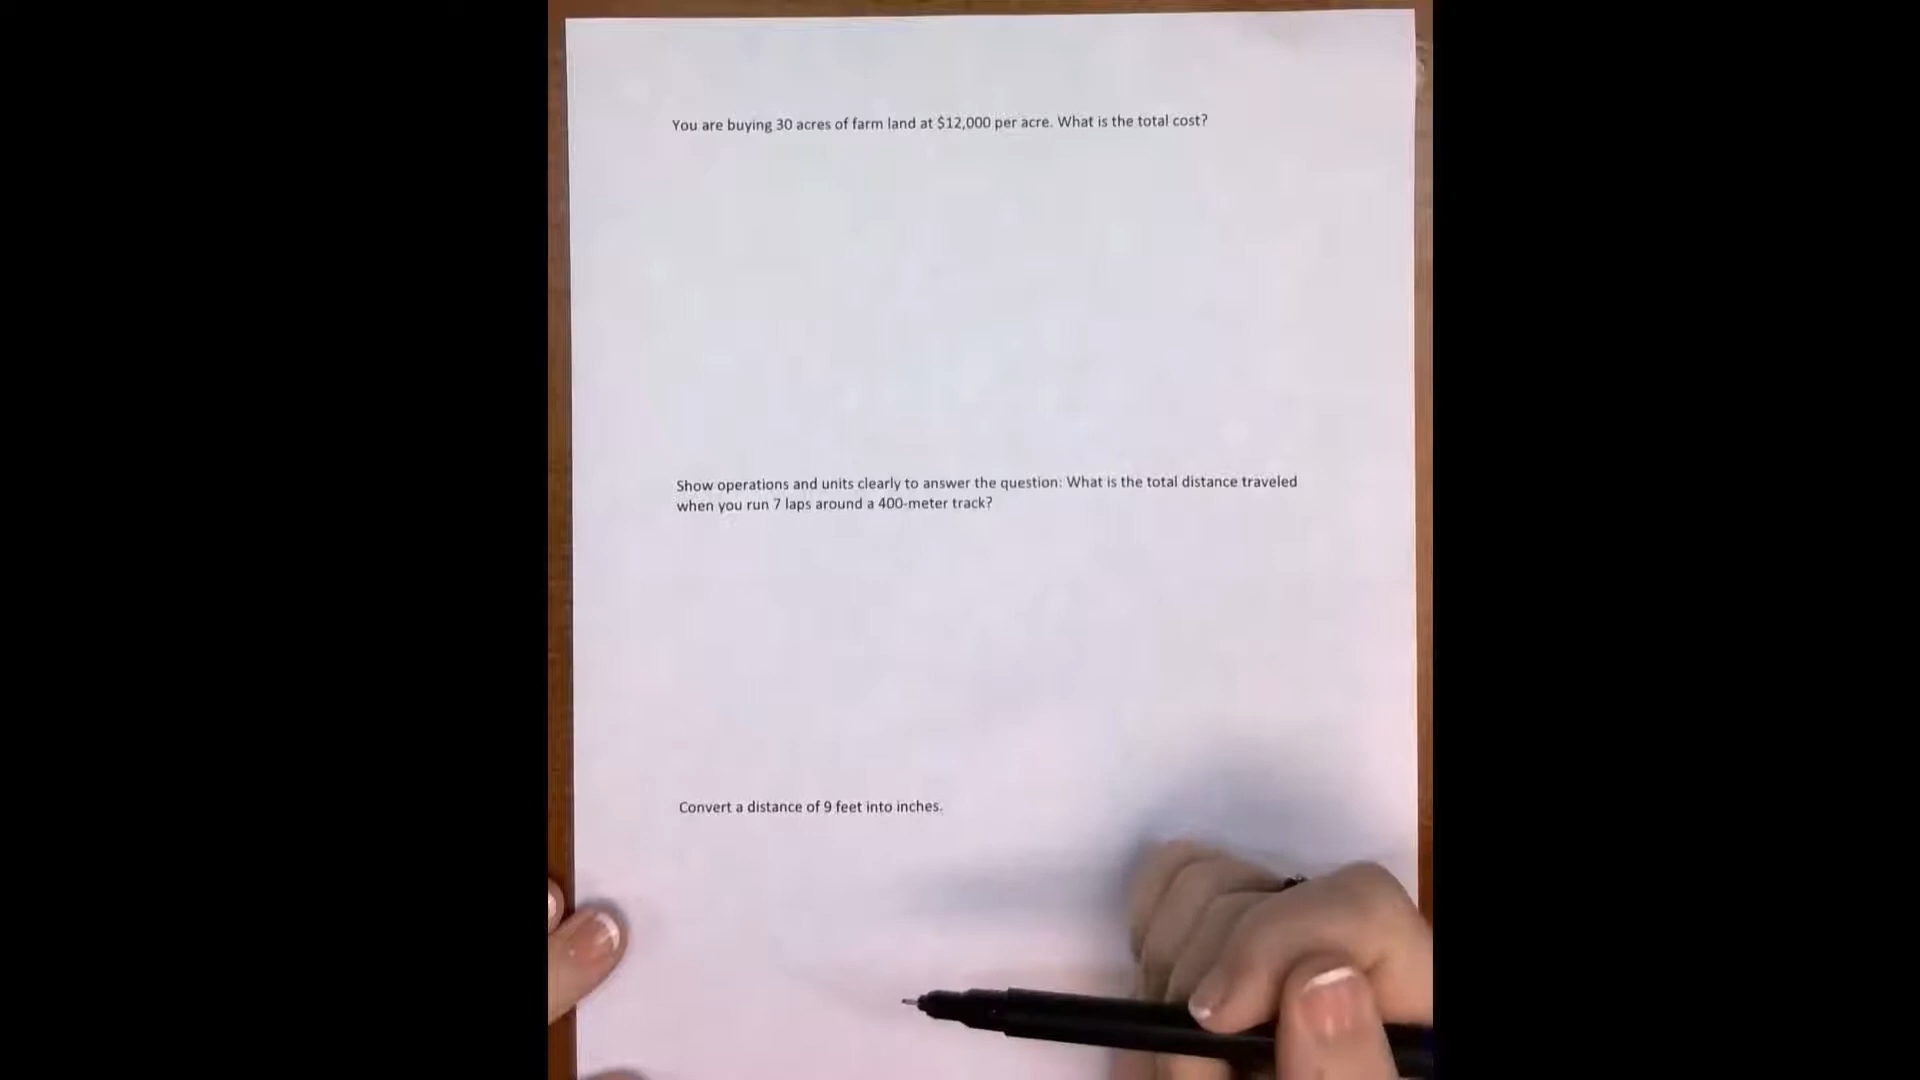 You are buying 30 acres of farm land at $12,000 per acre. What is the total cost?
Show operations and units clearly to answer the question: What is the total distance traveled
when you run 7 laps around a 400-meter track?
Convert a distance of 9 feet into inches.